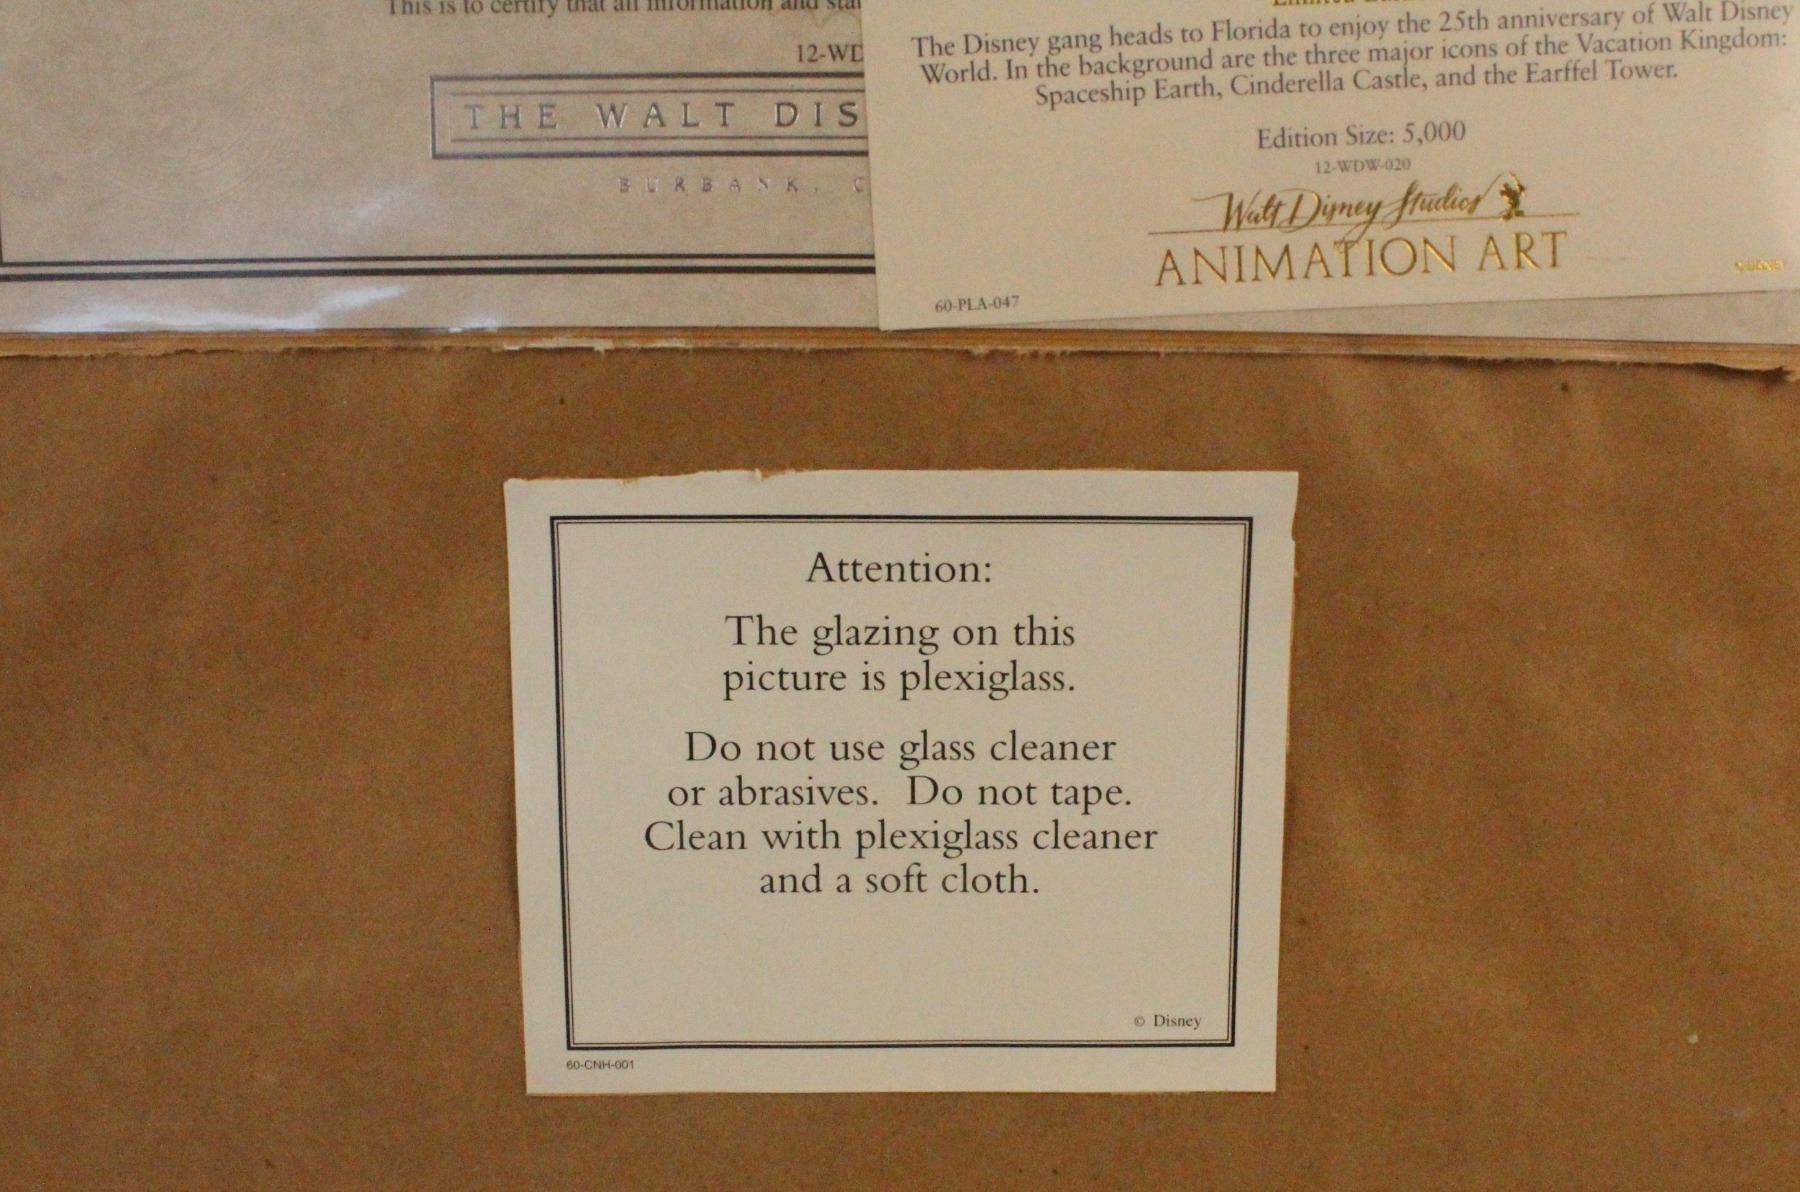 This is to certify that all information and
12-WD
THE WALT DIS
BURBANK, C
The Disney gang heads to Florida to enjoy the 25th anniversary of Walt Disney
World. In the background are the three major icons of the Vacation Kingdom:
Spaceship Earth, Cinderella Castle, and the Earffel Tower.
Edition Size: 5,000
12-WDW-020
Walt Disney Studios
ANIMATION ART
© DISNEY
60-PLA-047
Attention:
The glazing on this
picture is plexiglass.
Do not use glass cleaner
or abrasives. Do not tape.
Clean with plexiglass cleaner
and a soft cloth.
© Disney
60-CNH-001